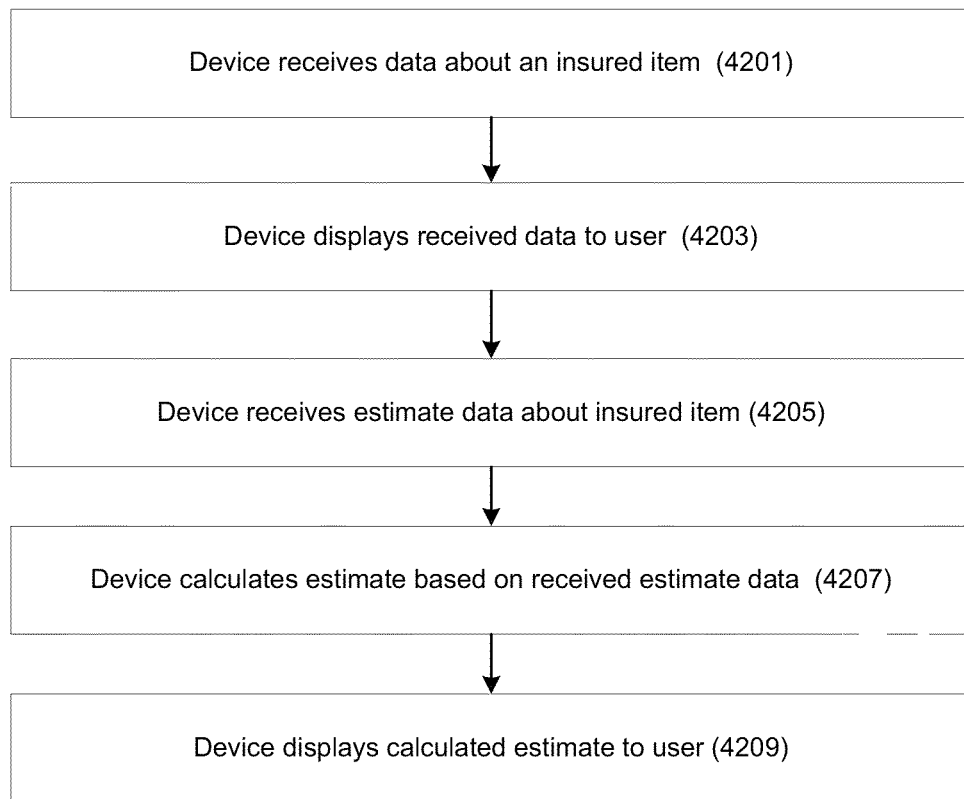 Device receives data about an insured item (4201)
Device displays received data to user (4203)
Device receives estimate data about insured item (4205)
Device calculates estimate based on received estimate data (4207)
Device displays calculated estimate to user (4209)